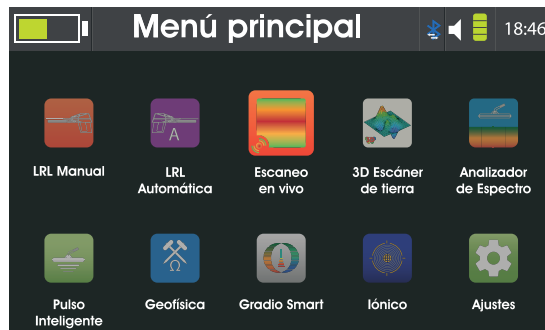 Menú principal
18:46
LRL Manual
LRL
Automática
Escaneo
en vivo
3D Escáner
de tierra
Analizador
de Espectro
A
Pulso
Inteligente
Geofísica
Gradio Smart
Iónico
Ajustes
Ω